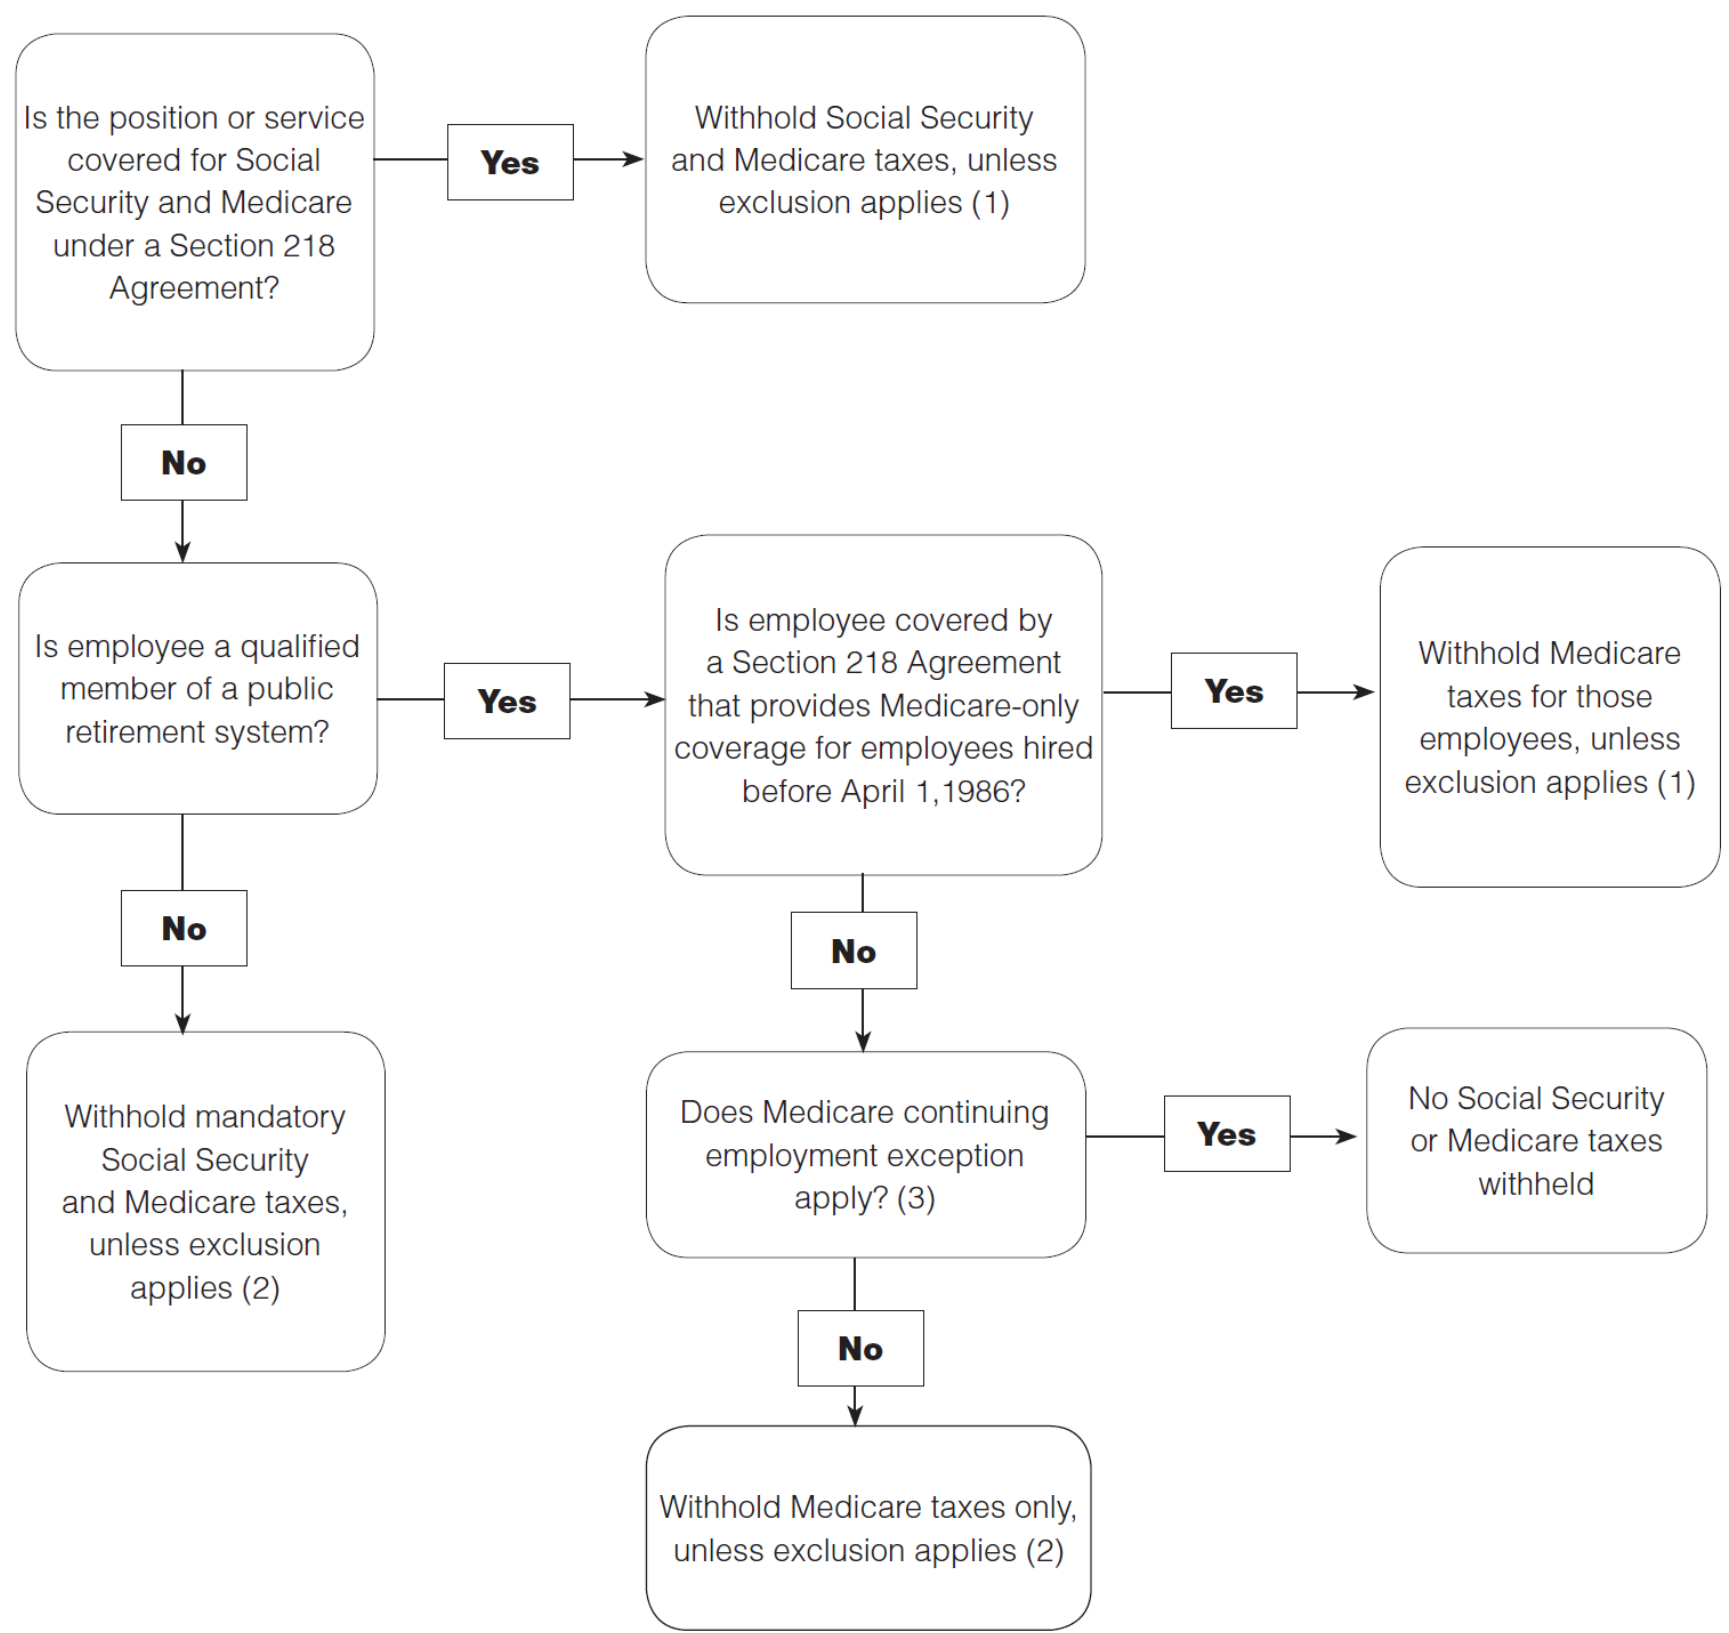 Is the position or service
covered for Social
Security and Medicare
under a Section 218
Agreement?
Yes
Withhold Social Security
and Medicare taxes, unless
exclusion applies (1)
No
Is employee a qualified
member of a public
retirement system?
Yes
Is employee covered by
a Section 218 Agreement
that provides Medicare-only
coverage for employees hired
before April 1,1986?
Yes
Withhold Medicare
taxes for those
employees, unless
exclusion applies (1)
No
Withhold mandatory
Social Security
and Medicare taxes,
unless exclusion
applies (2)
No
Does Medicare continuing
employment exception
apply? (3)
Yes
No Social Security
or Medicare taxes
withheld
No
Withhold Medicare taxes only,
unless exclusion applies (2)